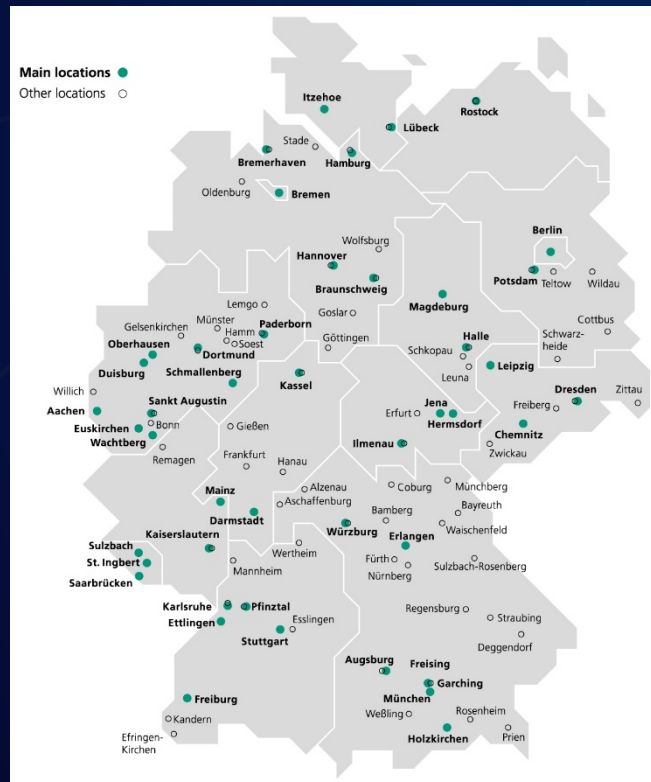 Main locations
Other locations
Itzehoe
Rostock
Lübeck
Stade
Bremerhaven
Hamburg
Oldenburg
Bremen
Berlin
Wolfsburg
Hannover
Potsdam
Braunschweig
Teltow
Wildau
Magdeburg
Lemgo
Goslar
Münster
Paderborn
Cottbus
Gelsenkirchen
Hamm
Halle
Oberhausen
Soest
Göttingen
Schwarz-
heide
Dortmund
Schkopau
Duisburg
Leipzig
Schmallenberg
Kassel
Leuna
Willich
Dresden
Zittau
Aachen
Sankt Augustin
Jena
Freiberg
Erfurt
Hermsdorf
Euskirchen
Bonn
Gießen
Chemnitz
Wachtberg
Ilmenau
Remagen
Zwickau
Frankfurt
Hanau
Münchberg
Alzenau
Coburg
Mainz
Aschaffenburg
Bayreuth
Bamberg
Darmstadt
Waischenfeld
Würzburg
Kaiserslautern
Erlangen
Sulzbach
Wertheim
Fürth
St. Ingbert
Mannheim
Nürnberg
Sulzbach-Rosenberg
Saarbrücken
Karlsruhe
Pfinztal
Regensburg
Ettlingen
Esslingen
Straubing
Stuttgart
Deggendorf
Augsburg
Freising
Garching
Freiburg
München
Kandern
Weßling
Rosenheim
Efringen-
Kirchen
Holzkirchen
Prien